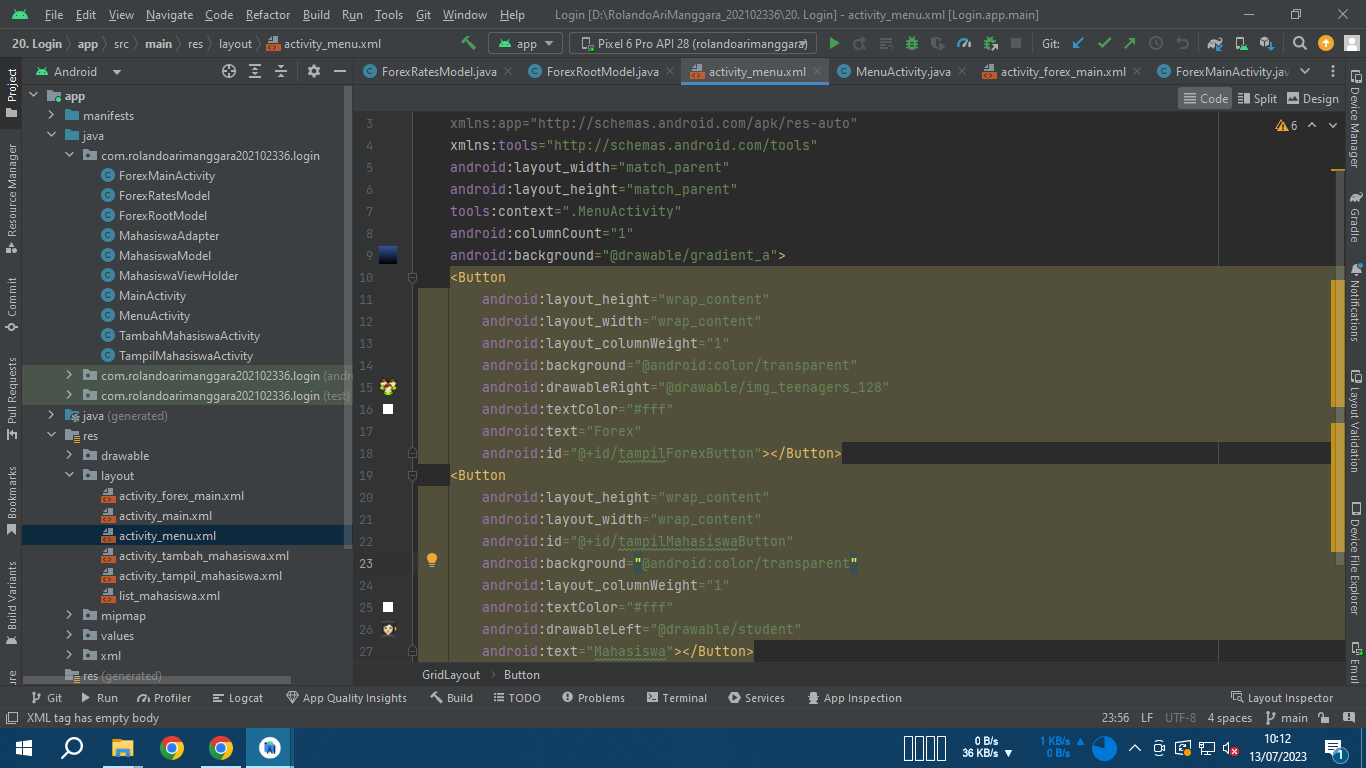 File Edit View Navigate Code Refactor Build Run Tools Git Window Help Login [D:\RolandoAriManggara_202102336\20. Login] - activity_menu.xml [Login.app.main]
20. Login app src main res layout activity_menu.xml app Pixel 6 Pro API 28 (rolandoarimanggara) Git:
Android ForexRatesModel.java ForexRootModel.java activity_menu.xml MenuActivity.java activity_forex_main.xml ForexMainActivity.jav
Code Split Design
Project
Resource Manager
Commit
Pull Requests
Bookmarks
Build Variants
app
manifests
java
com.rolandoarimanggara202102336.login
ForexMainActivity
ForexRatesModel
ForexRootModel
MahasiswaAdapter
MahasiswaModel
MahasiswaViewHolder
MainActivity
MenuActivity
TambahMahasiswaActivity
TampilMahasiswaActivity
com.rolandoarimanggara202102336.login (andr
com.rolandoarimanggara202102336.login (test)
java (generated)
res
drawable
layout
activity_forex_main.xml
activity_main.xml
activity_menu.xml
activity_tambah_mahasiswa.xml
activity_tampil_mahasiswa.xml
list_mahasiswa.xml
mipmap
values
xml
res (generated)
6
3 xmlns:app="http://schemas.android.com/apk/res-auto"
4 xmlns:tools="http://schemas.android.com/tools"
5 android:layout_width="match_parent"
6 android:layout_height="match_parent"
7 tools:context=".MenuActivity"
8 android:columnCount="1"
9 android:background="@drawable/gradient_a">
10 <Button
11 android:layout_height="wrap_content"
12 android:layout_width="wrap_content"
13 android:layout_columnWeight="1"
14 android:background="@android:color/transparent"
15 android:drawableRight="@drawable/img_teenagers_128"
16 android:textColor="#fff"
17 android:text="Forex"
18 android:id="@+id/tampilForexButton"></Button>
19 <Button
20 android:layout_height="wrap_content"
21 android:layout_width="wrap_content"
22 android:id="@+id/tampilMahasiswaButton"
23 android:background="@android:color/transparent"
24 android:layout_columnWeight="1"
25 android:textColor="#fff"
26 android:drawableLeft="@drawable/student"
27 android:text="Mahasiswa"></Button>
GridLayout Button
Device Manager
Gradle
Notifications
Layout Validation
Device File Explorer
Emul
Git Run Profiler Logcat App Quality Insights Build TODO Problems Terminal Services App Inspection Layout Inspector
XML tag has empty body 23:56 LF UTF-8 4 spaces main
0 B/s 1 KB/s 10:12
36 KB/s 0 B/s 13/07/2023 1